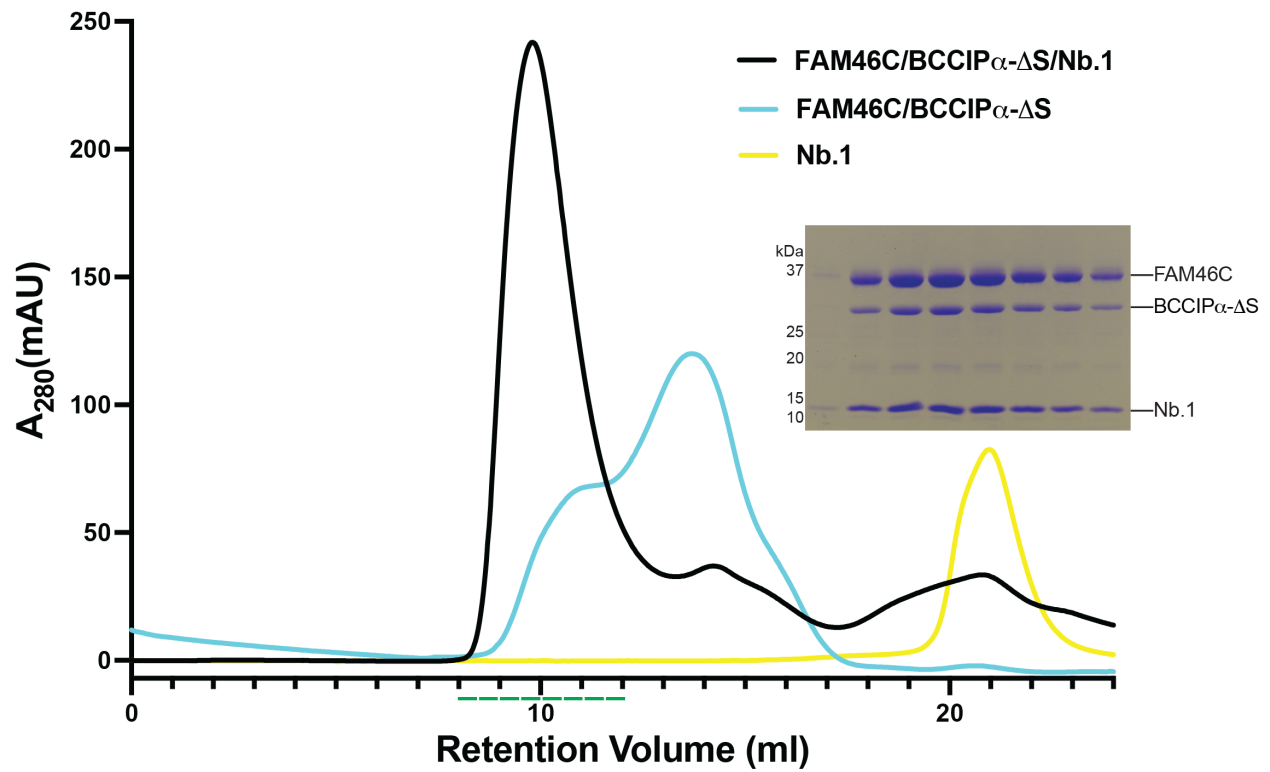 250
200
150
100
50
0
A280(mAU)
FAM46C/BCCIPα-ΔS/Nb.1
FAM46C/BCCIPα-ΔS
Nb.1
kDa
37
25
20
15
10
FAM46C
BCCIPα-ΔS
Nb.1
0
10
20
Retention Volume (ml)